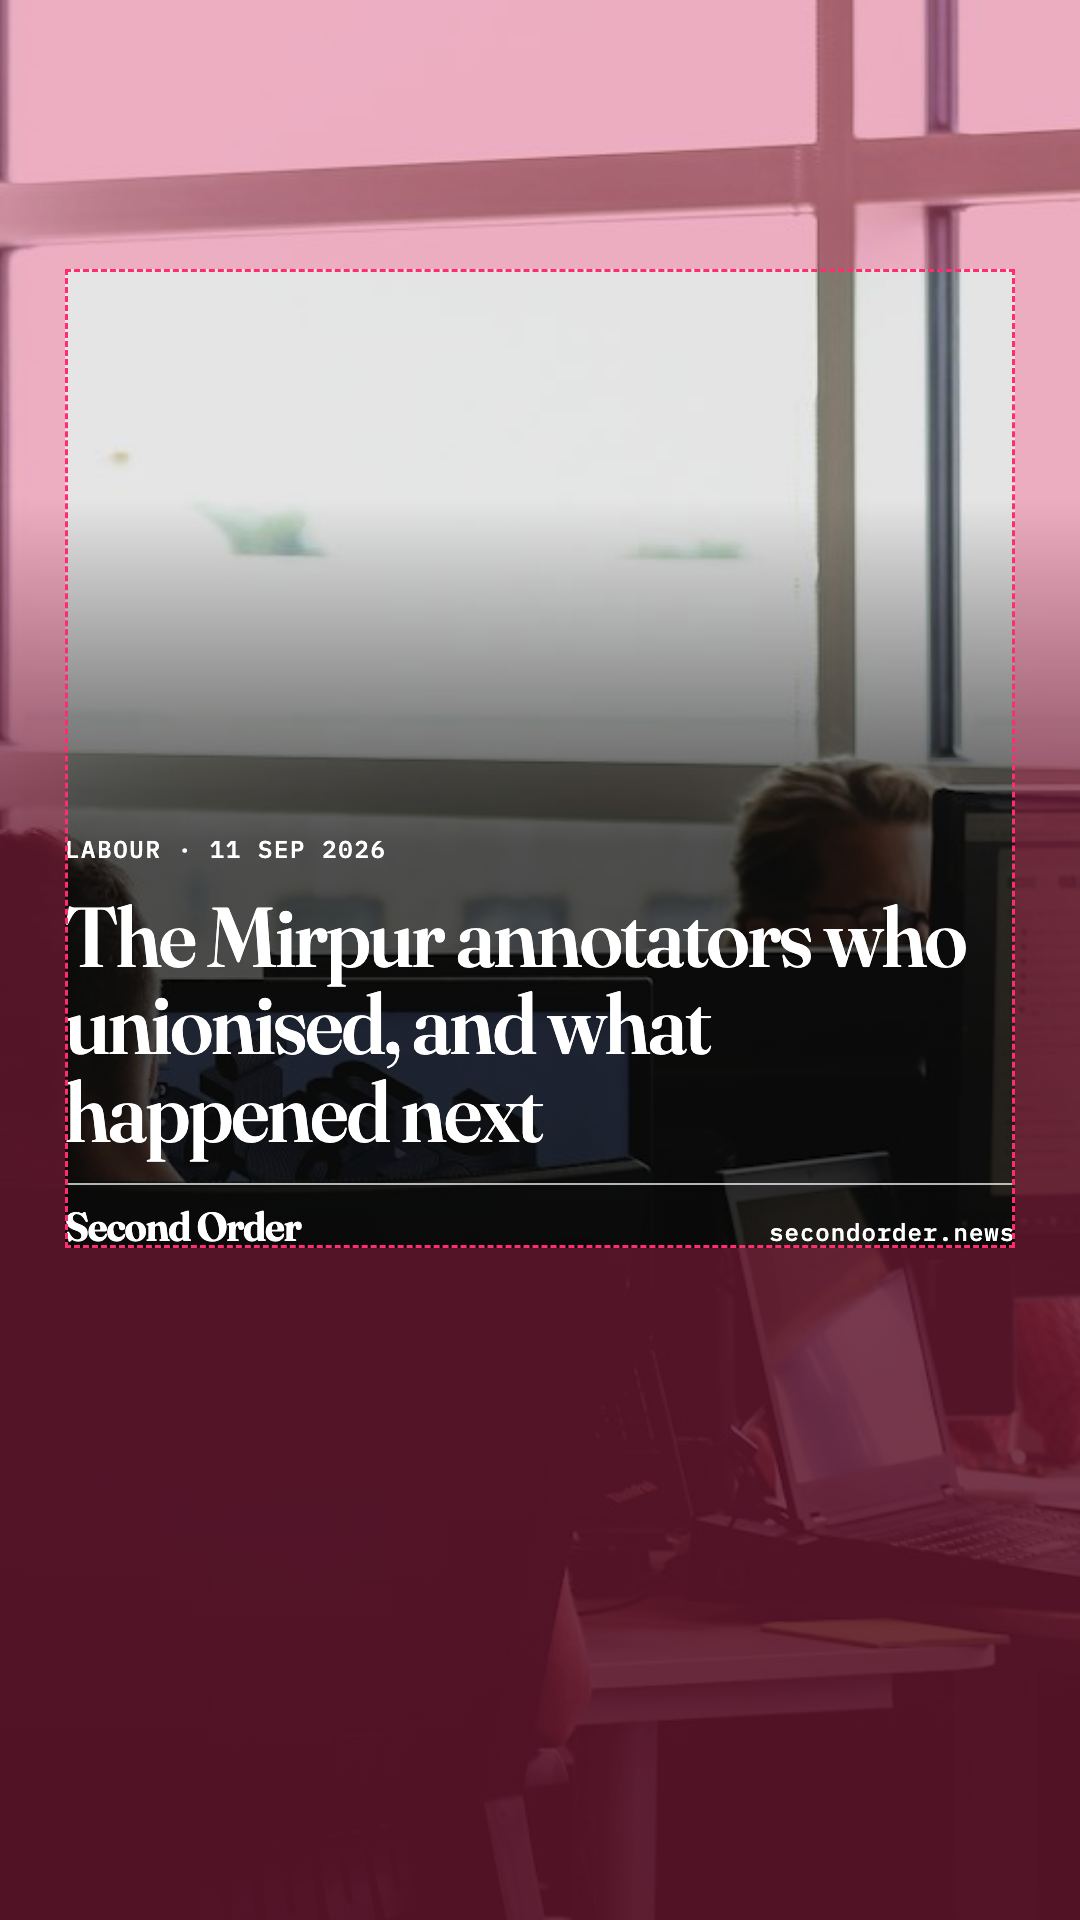 LABOUR · 11 SEP 2026
The Mirpur annotators who
unionised, and what
happened next
Second Order
secondorder.news